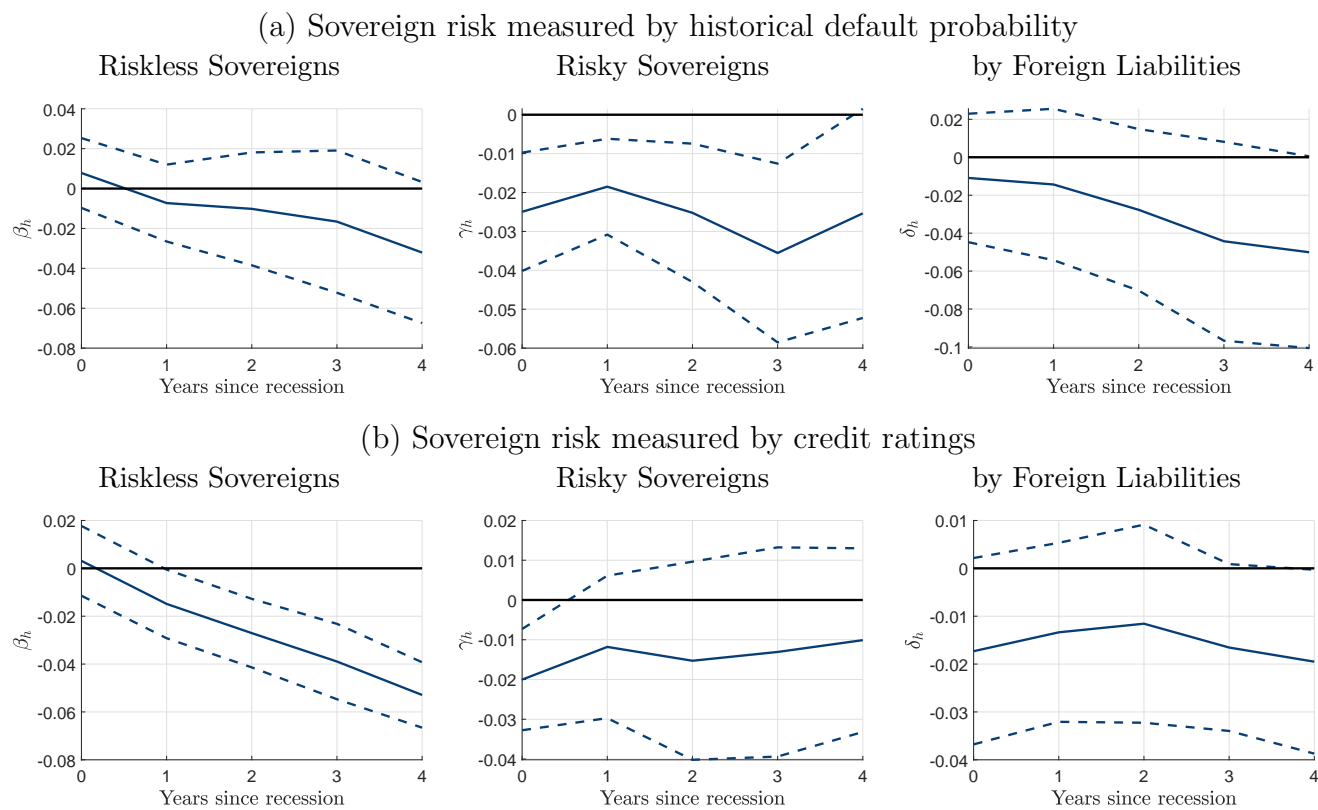 (a) Sovereign risk measured by historical default probability
Riskless Sovereigns
Risky Sovereigns
by Foreign Liabilities
0.04
0.02
0
-0.02
-0.04
-0.06
-0.08
β_h
0 1 2 3 4
Years since recession
0
-0.01
-0.02
-0.03
-0.04
-0.05
-0.06
γ_h
0 1 2 3 4
Years since recession
0.02
0
-0.02
-0.04
-0.06
-0.08
-0.1
δ_h
0 1 2 3 4
Years since recession
(b) Sovereign risk measured by credit ratings
Riskless Sovereigns
Risky Sovereigns
by Foreign Liabilities
0.02
0
-0.02
-0.04
-0.06
-0.08
β_h
0 1 2 3 4
Years since recession
0.02
0.01
0
-0.01
-0.02
-0.03
-0.04
γ_h
0 1 2 3 4
Years since recession
0.01
0
-0.01
-0.02
-0.03
-0.04
δ_h
0 1 2 3 4
Years since recession